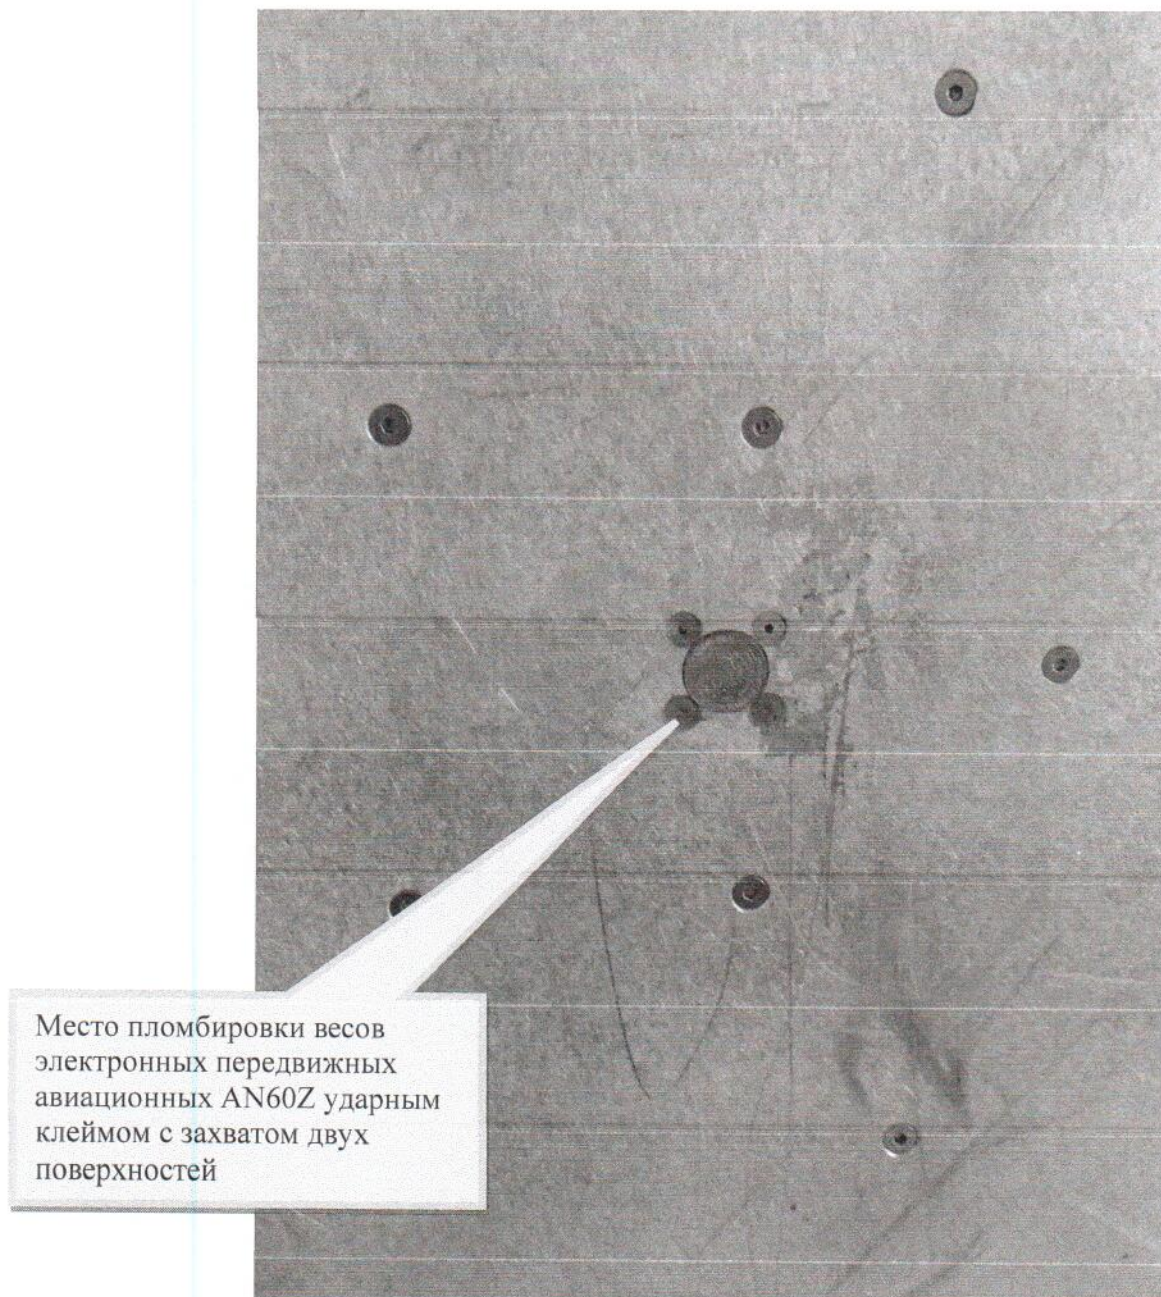 Место пломбировки весов
электронных передвижных
авиационных AN60Z ударным
клеймом с захватом двух
поверхностей